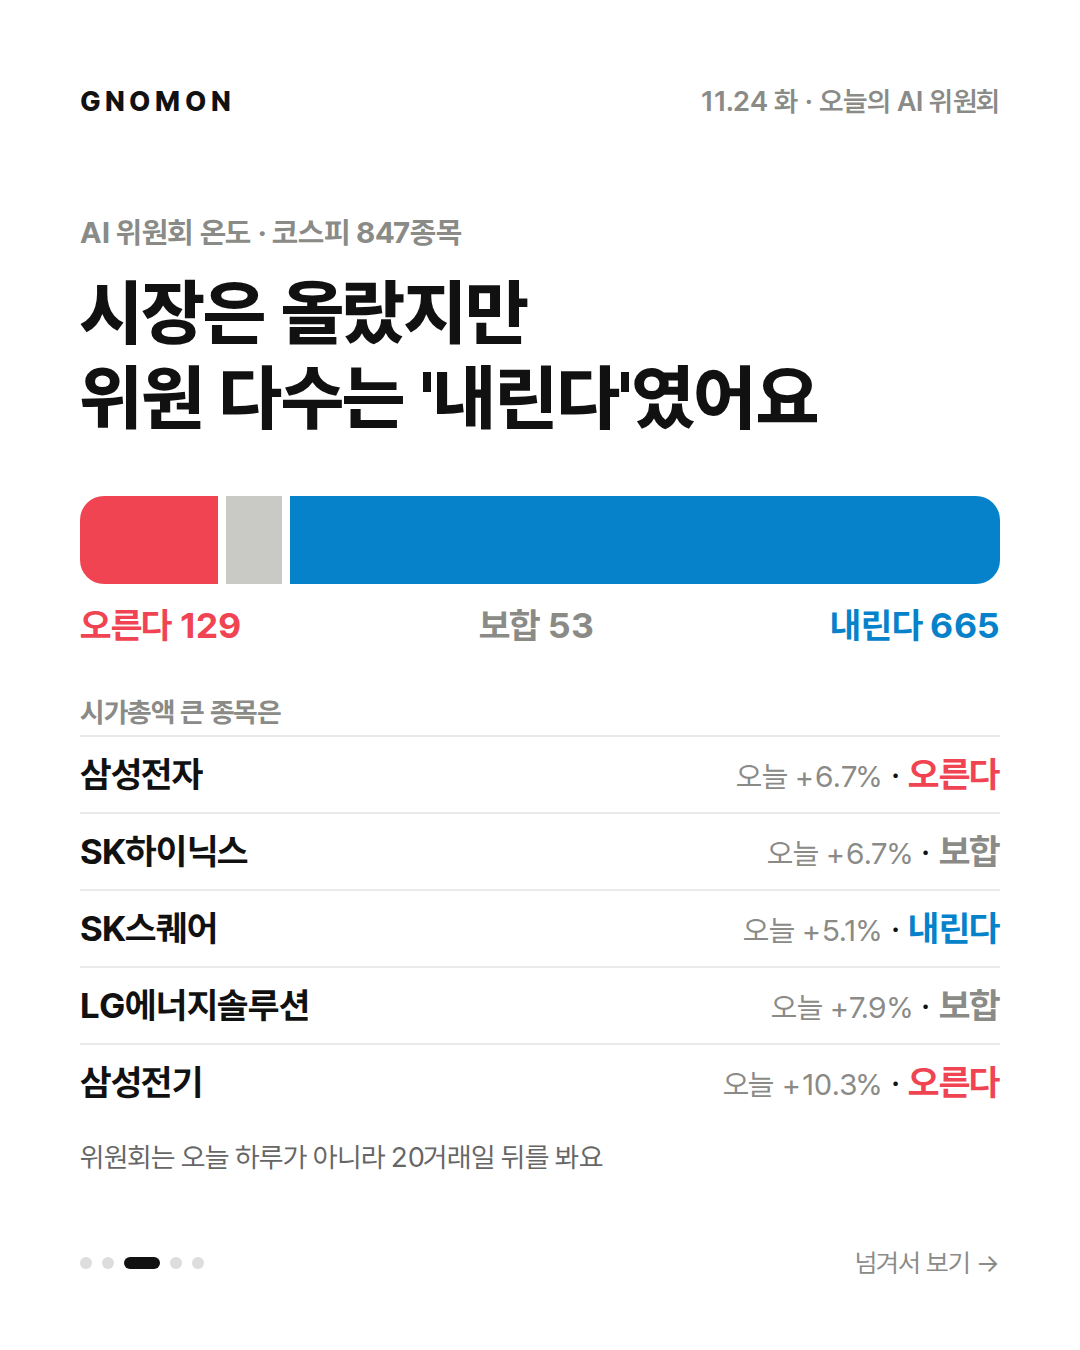 GNOMON
11.24 화 · 오늘의 AI 위원회
AI 위원회 온도 · 코스피 847종목
시장은 올랐지만
위원 다수는 '내린다'였어요
오른다 129
보합 53
내린다 665
시가총액 큰 종목은
삼성전자
오늘 +6.7% · 오른다
SK하이닉스
오늘 +6.7% · 보합
SK스퀘어
오늘 +5.1% · 내린다
LG에너지솔루션
오늘 +7.9% · 보합
삼성전기
오늘 +10.3% · 오른다
위원회는 오늘 하루가 아니라 20거래일 뒤를 봐요
넘겨서 보기 →